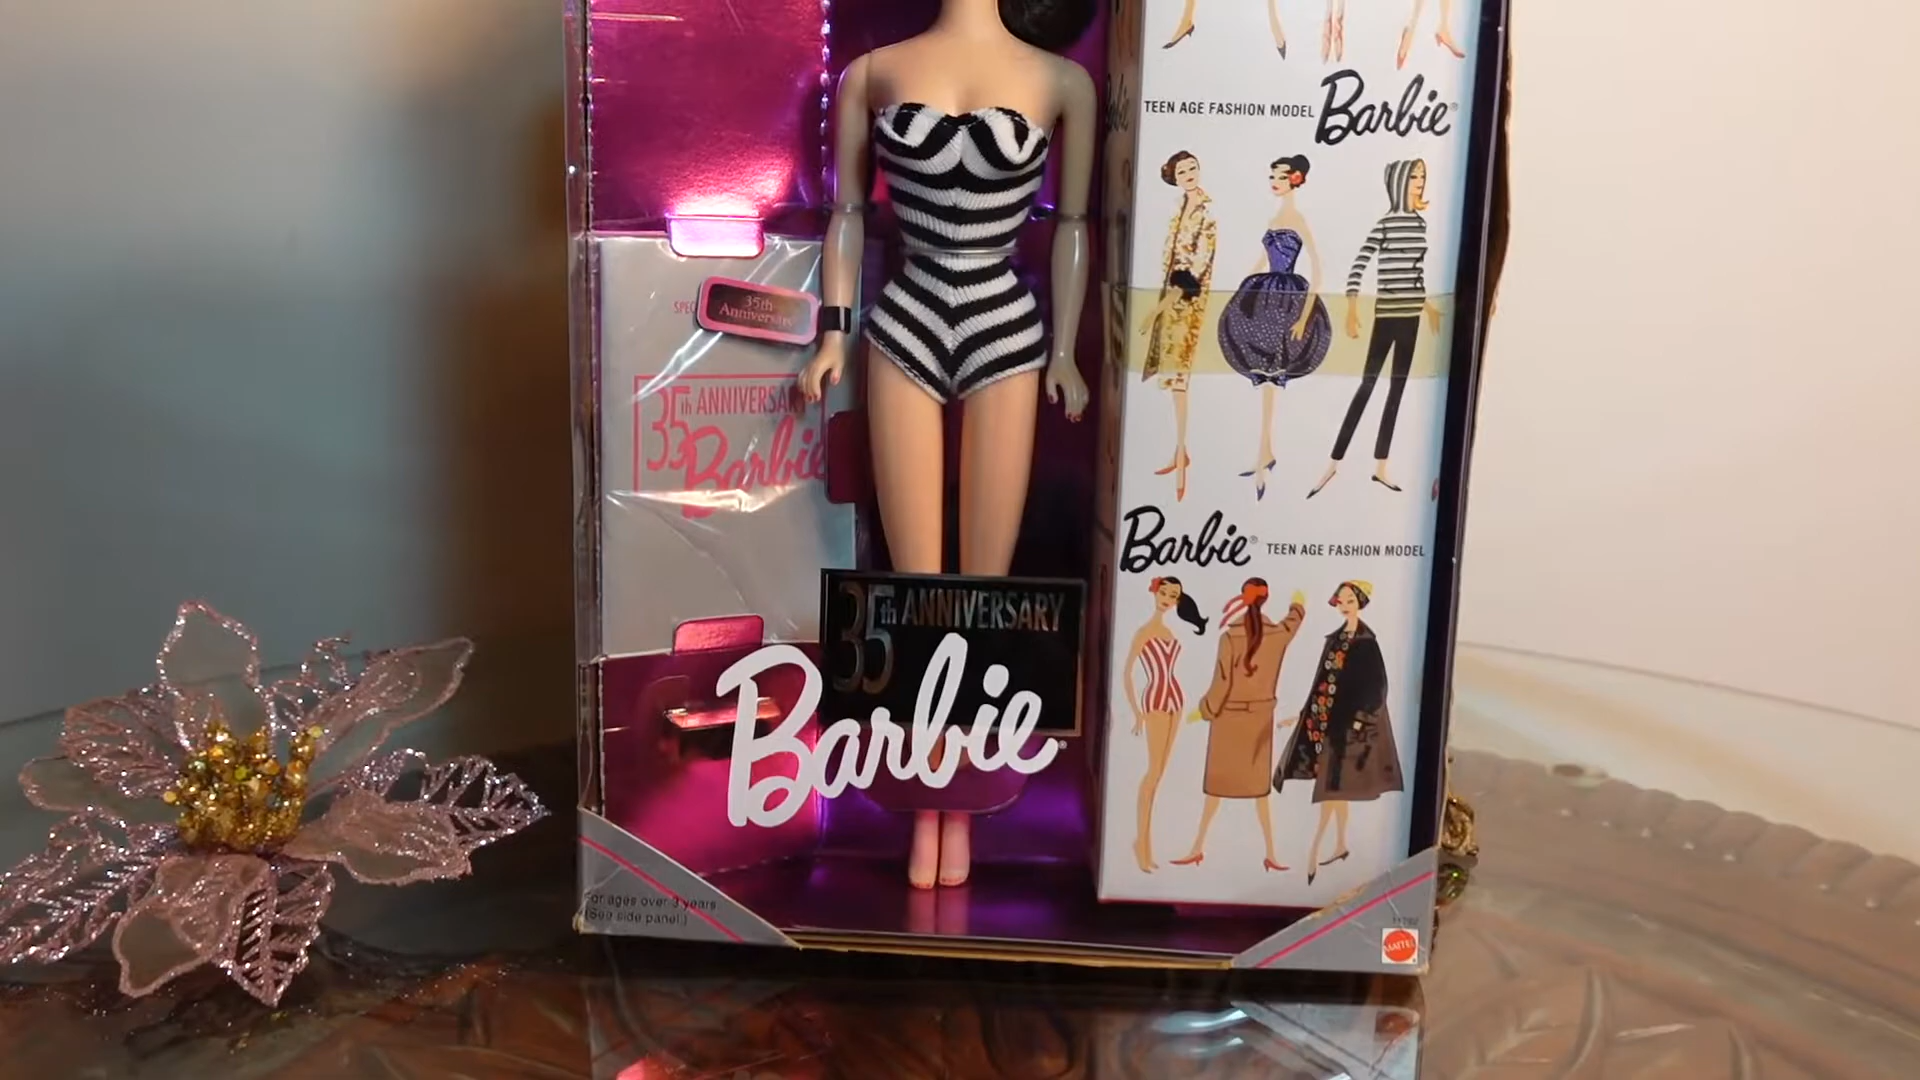 TEEN AGE FASHION MODEL Barbie®
35th
Anniversary
35th ANNIVERSARY
Barbie
Barbie® TEEN AGE FASHION MODEL
35th ANNIVERSARY
Barbie®
For ages over 3 years.
(See side panel.)
MATTEL